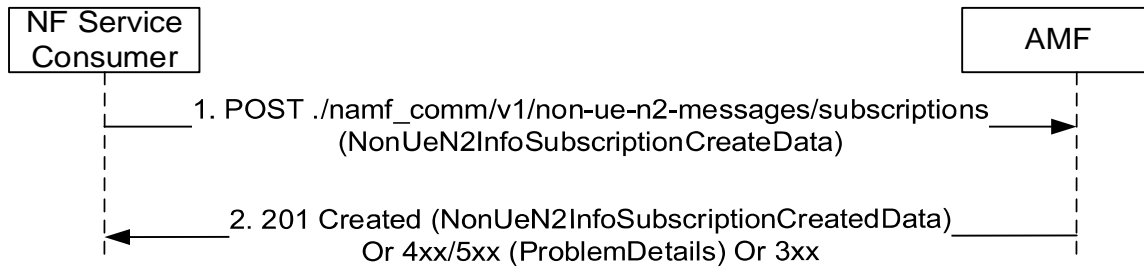 NF Service
Consumer
AMF
1. POST ./namf_comm/v1/non-ue-n2-messages/subscriptions
(NonUeN2InfoSubscriptionCreateData)
2. 201 Created (NonUeN2InfoSubscriptionCreatedData)
Or 4xx/5xx (ProblemDetails) Or 3xx